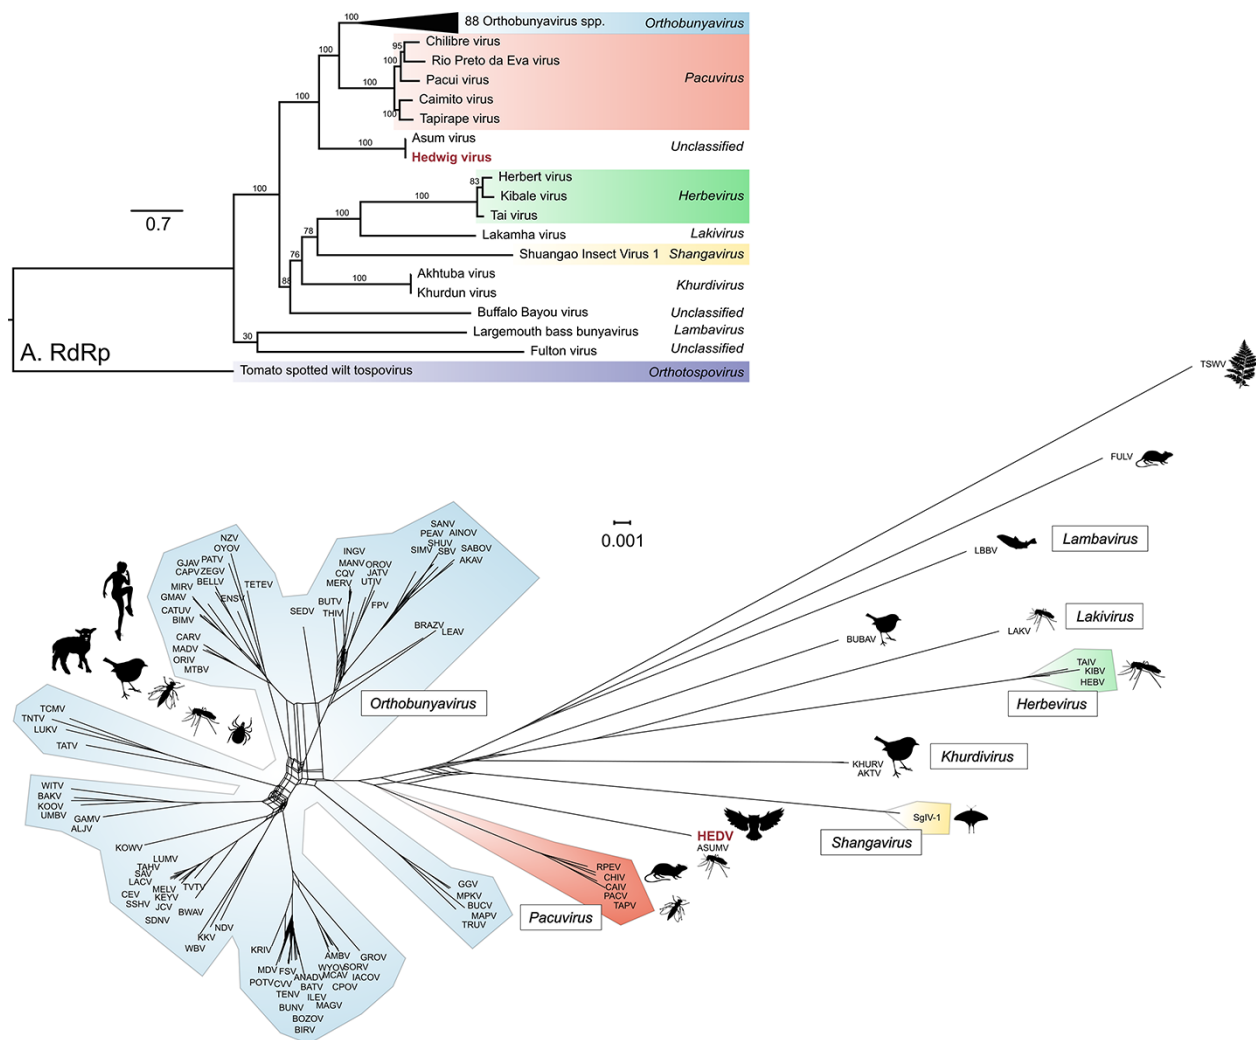 100
88 Orthobunyavirus spp.
Orthobunyavirus
100
95
Chilibre virus
100
Rio Preto da Eva virus
100
Pacui virus
Pacuvirus
100
Caimito virus
100
Tapirape virus
100
Asum virus
Unclassified
Hedwig virus
83
Herbert virus
100
100
Kibale virus
Herbevirus
0.7
100
Tai virus
78
Lakamha virus
Lakivirus
76
Shuangao Insect Virus 1
Shangavirus
88
100
Akhtuba virus
Khurdun virus
Khurdivirus
Buffalo Bayou virus
Unclassified
30
Largemouth bass bunyavirus
Lambavirus
A. RdRp
Fulton virus
Unclassified
Tomato spotted wilt tospovirus
Orthotospovirus
TSWV
FULV
0.001
LBBV
Lambavirus
LAKV
Lakivirus
BUBAV
TAIV
KIBV
HEBV
Herbevirus
KHURV
AKTV
Khurdivirus
SgIV-1
Shangavirus
HEDV
ASUMV
RPEV
CHIV
CAIV
PACV
TAPV
Pacuvirus
Orthobunyavirus
NZV
OYOV
GJAV
PATV
CAPV
ZEGV
BELLV
TETEV
MIRV
GMAV
ENSV
CATUV
BIMV
CARV
MADV
ORIV
MTBV
SEDV
INGV
MANV
OROV
CQV
JATV
MERV
UTIV
BUTV
FPV
THIV
SANV
PEAV
AINOV
SHUV
SIMV
SBV
SABOV
AKAV
BRAZV
LEAV
TCMV
TNTV
LUKV
TATV
WITV
BAKV
KOOV
UMBV
GAMV
ALJV
KOWV
LUMV
TAHV
SAV
LACV
MELV
TVTV
CEV
KEYV
SSHV
JCV
BWAV
SDNV
NDV
KKV
WBV
GGV
MPKV
BUCV
MAPV
TRUV
KRIV
AMBV
GROV
MDV
FSV
WYOV
SORV
POTV
CVV
ANADV
MCAV
IACOV
TENV
BATV
CPOV
ILEV
BUNV
MAGV
BOZOV
BIRV